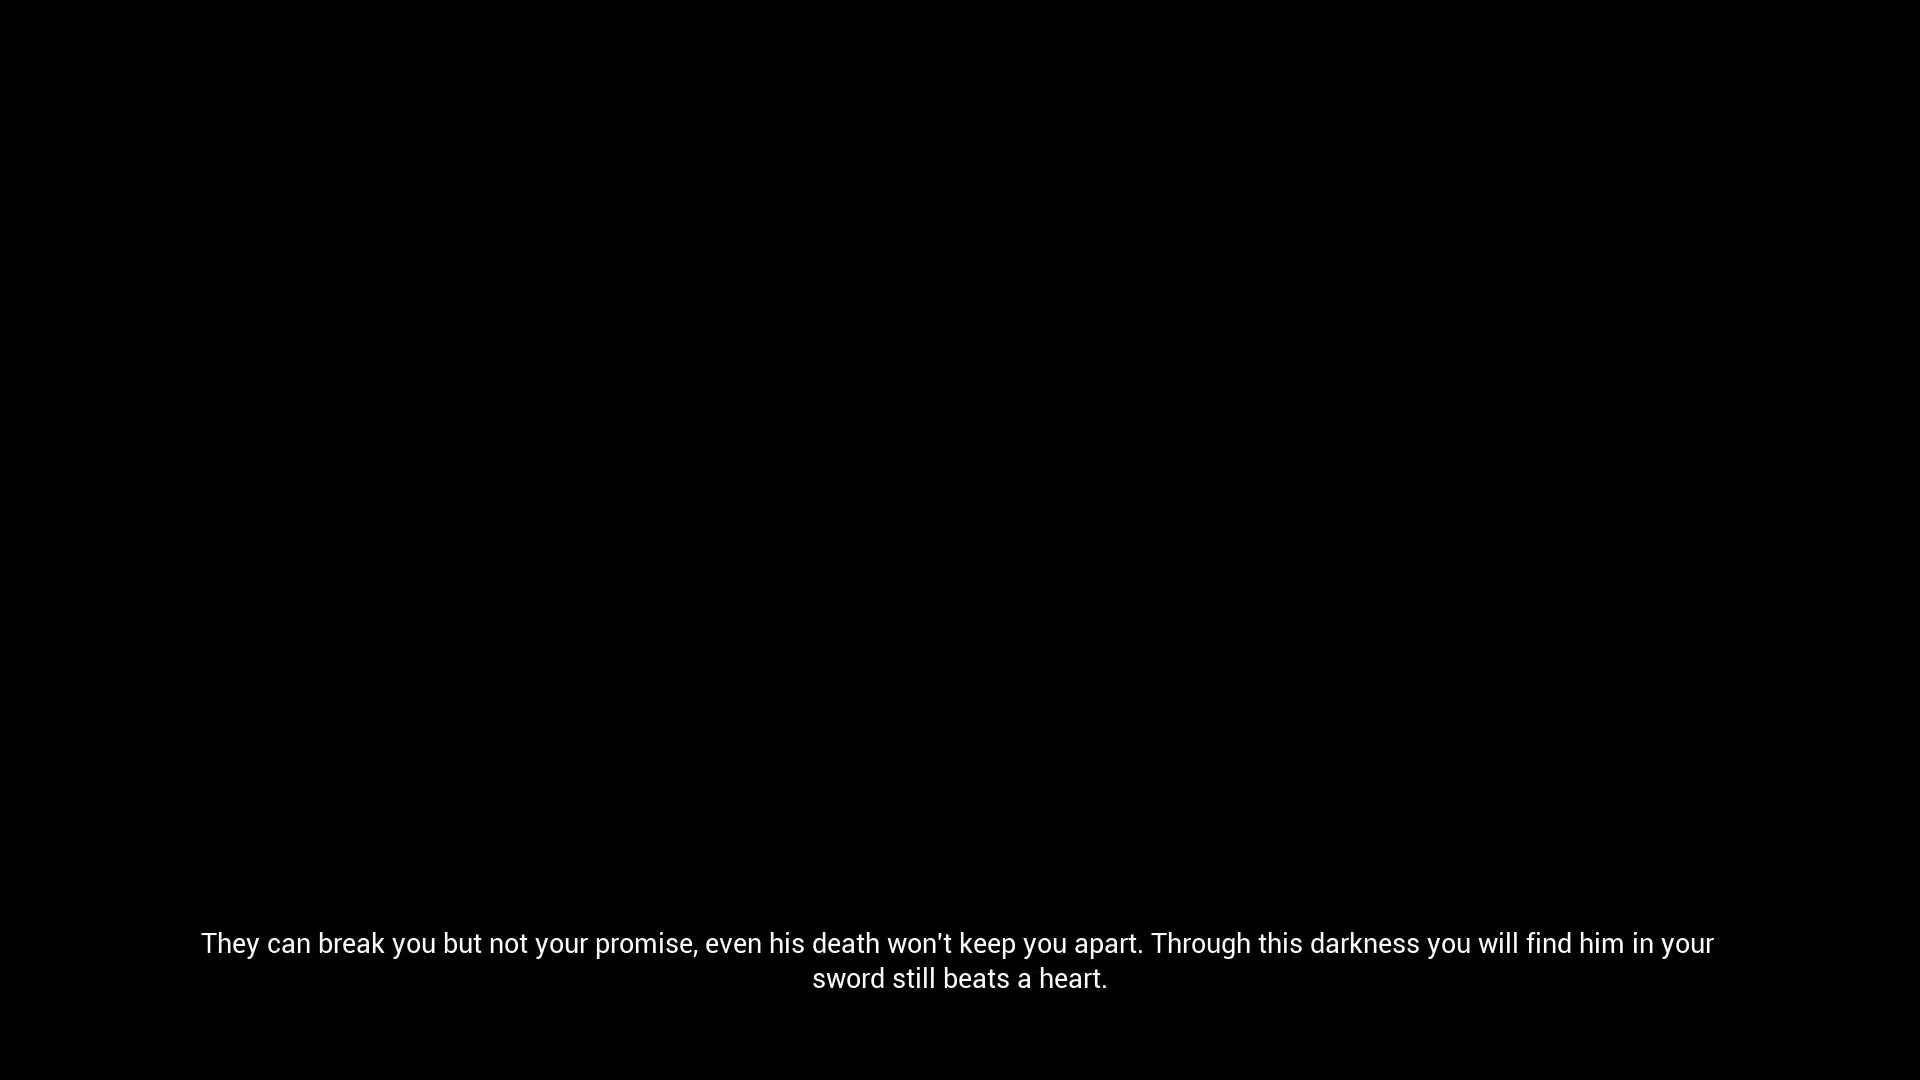 They can break you but not your promise, even his death won't keep you apart. Through this darkness you will find him in your
sword still beats a heart.